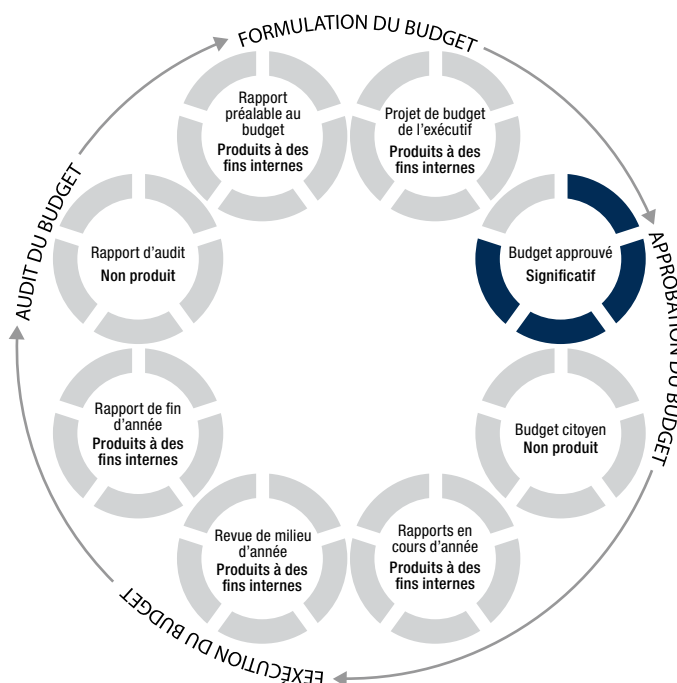 FORMULATION DU BUDGET
Rapport
préalable au
budget
Produits à des
fins internes
Projet de budget
de l'exécutif
Produits à des
fins internes
APPROBATION DU BUDGET
Budget approuvé
Significatif
Budget citoyen
Non produit
Rapports en
cours d'année
Produits à des
fins internes
EEXÉCUTION DU BUDGET
Revue de milieu
d'année
Produits à des
fins internes
Rapport de fin
d'année
Produits à des
fins internes
AUDIT DU BUDGET
Rapport d'audit
Non produit